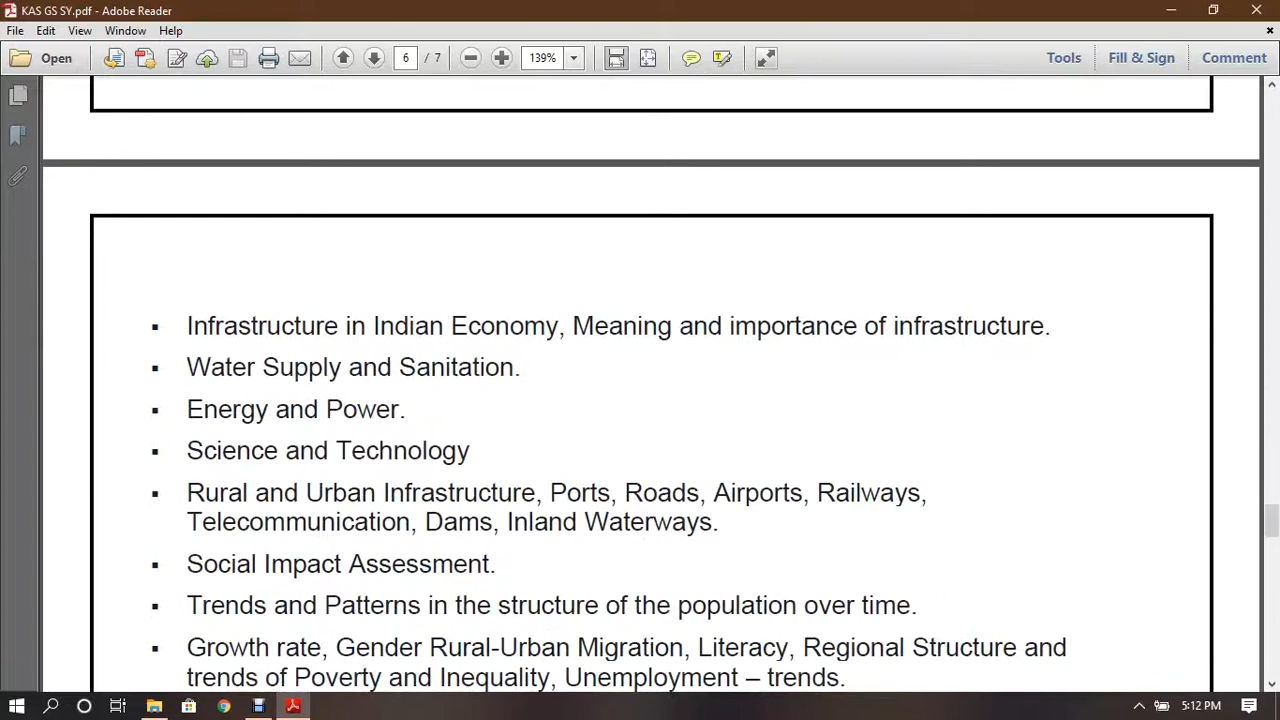 KAS GS SY.pdf - Adobe Reader
File Edit View Window Help
Open 6 / 7 139% Tools Fill & Sign Comment
▪ Infrastructure in Indian Economy, Meaning and importance of infrastructure.
▪ Water Supply and Sanitation.
▪ Energy and Power.
▪ Science and Technology
▪ Rural and Urban Infrastructure, Ports, Roads, Airports, Railways,
Telecommunication, Dams, Inland Waterways.
▪ Social Impact Assessment.
▪ Trends and Patterns in the structure of the population over time.
▪ Growth rate, Gender Rural-Urban Migration, Literacy, Regional Structure and
trends of Poverty and Inequality, Unemployment – trends.
5:12 PM